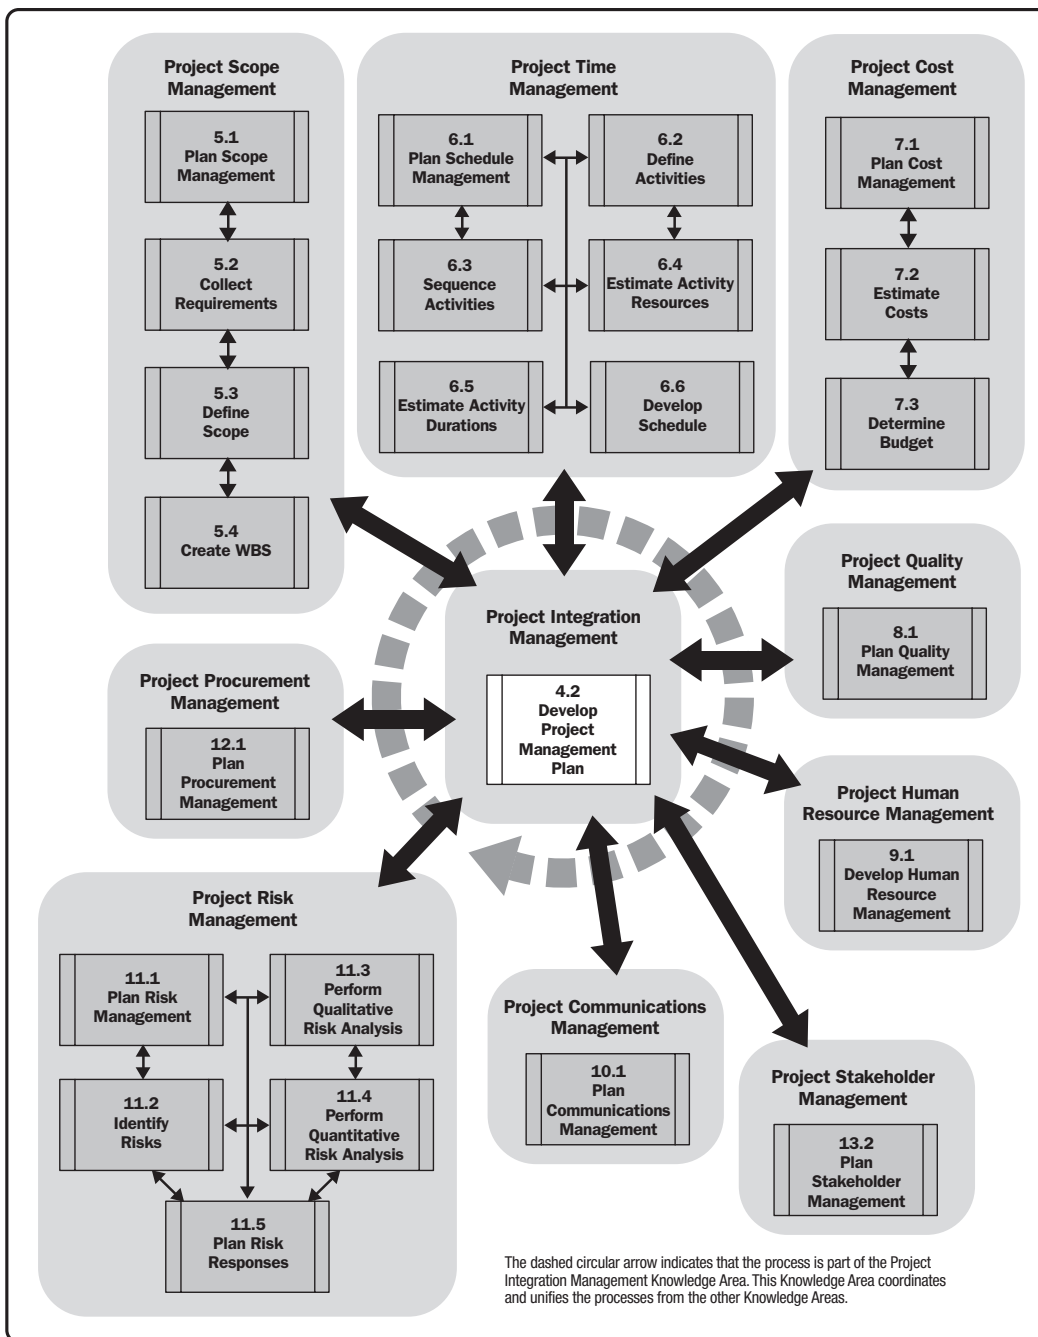 Project Scope
Management
5.1
Plan Scope
Management
5.2
Collect
Requirements
5.3
Define
Scope
5.4
Create WBS
Project Time
Management
6.1
Plan Schedule
Management
6.2
Define
Activities
6.3
Sequence
Activities
6.4
Estimate Activity
Resources
6.5
Estimate Activity
Durations
6.6
Develop
Schedule
Project Cost
Management
7.1
Plan Cost
Management
7.2
Estimate
Costs
7.3
Determine
Budget
Project Integration
Management
4.2
Develop
Project
Management
Plan
Project Quality
Management
8.1
Plan Quality
Management
Project Procurement
Management
12.1
Plan
Procurement
Management
Project Human
Resource Management
9.1
Develop Human
Resource
Management
Project Risk
Management
11.1
Plan Risk
Management
11.3
Perform
Qualitative
Risk Analysis
11.2
Identify
Risks
11.4
Perform
Quantitative
Risk Analysis
11.5
Plan Risk
Responses
Project Communications
Management
10.1
Plan
Communications
Management
Project Stakeholder
Management
13.2
Plan
Stakeholder
Management
The dashed circular arrow indicates that the process is part of the Project
Integration Management Knowledge Area. This Knowledge Area coordinates
and unifies the processes from the other Knowledge Areas.